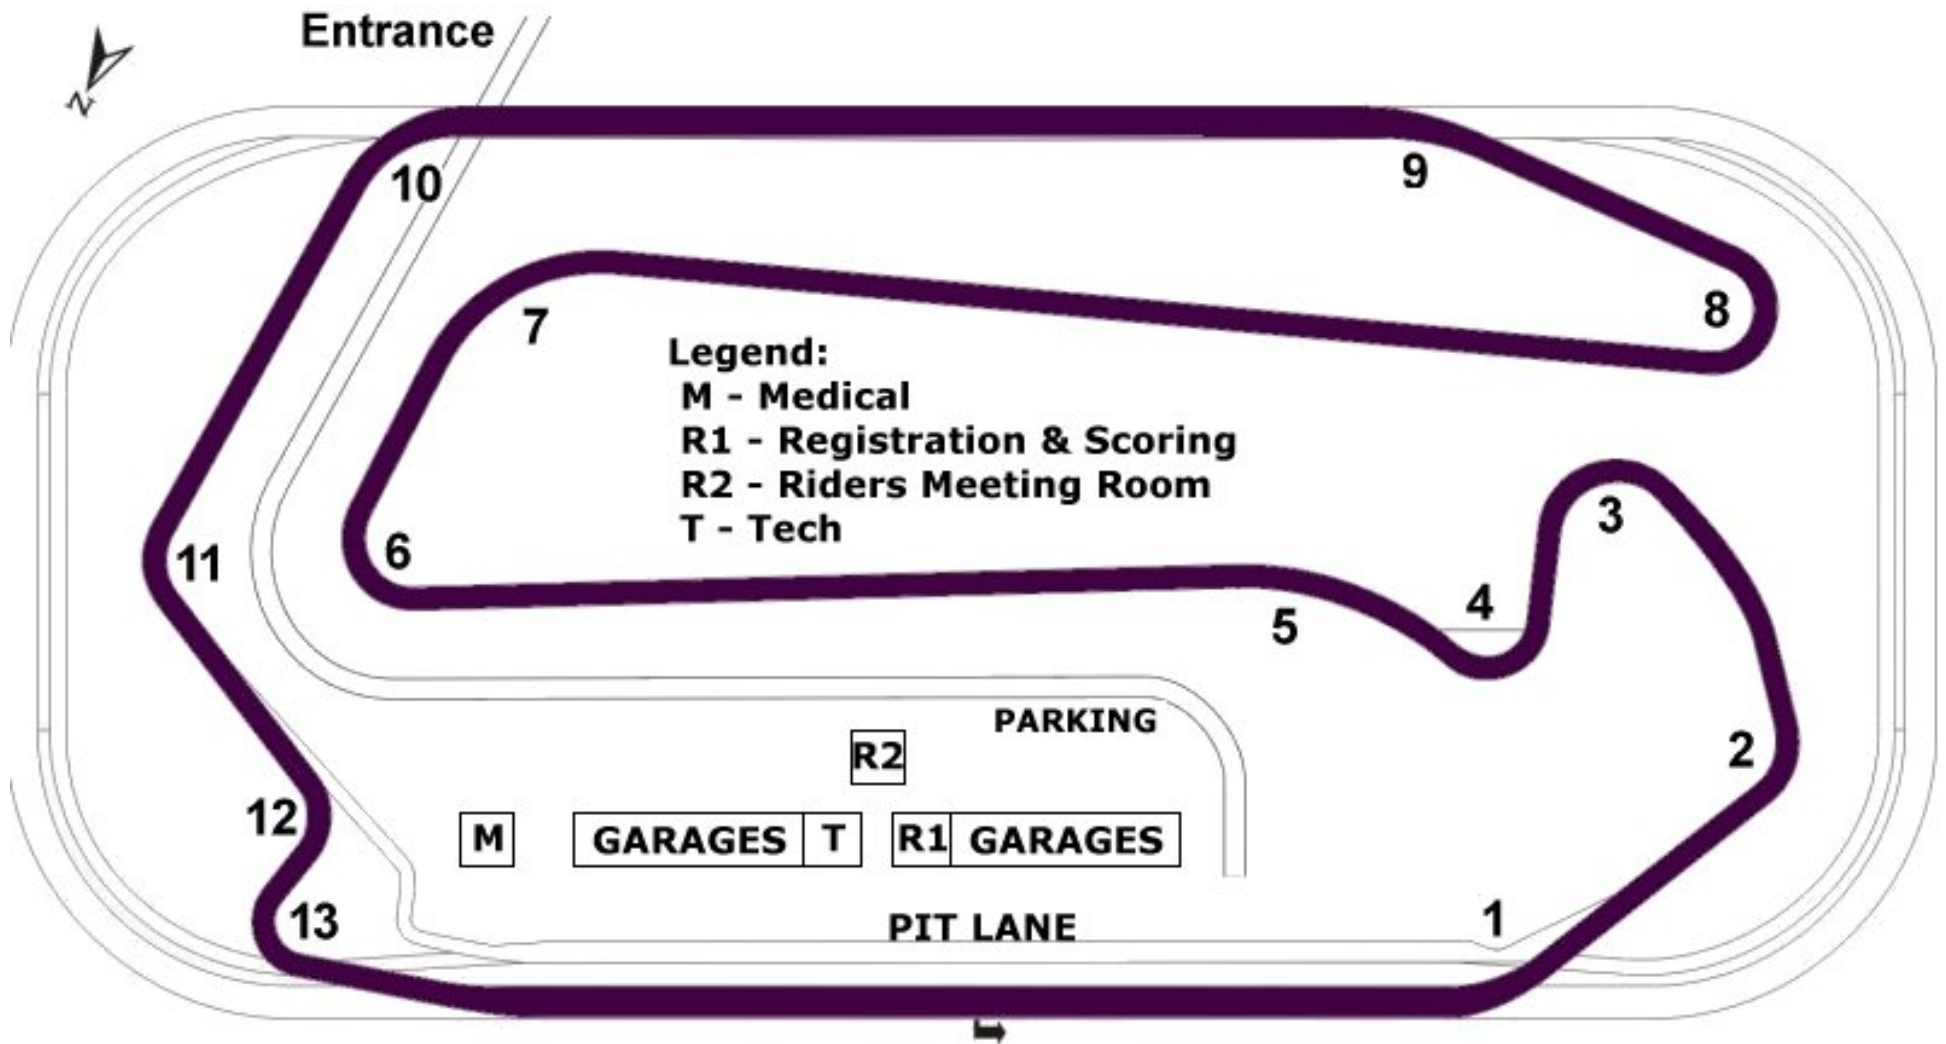 Entrance
N
10
9
8
7
Legend:
M - Medical
R1 - Registration & Scoring
R2 - Riders Meeting Room
T - Tech
3
6
11
4
5
PARKING
2
R2
12
M
GARAGES
T
R1
GARAGES
13
PIT LANE
1